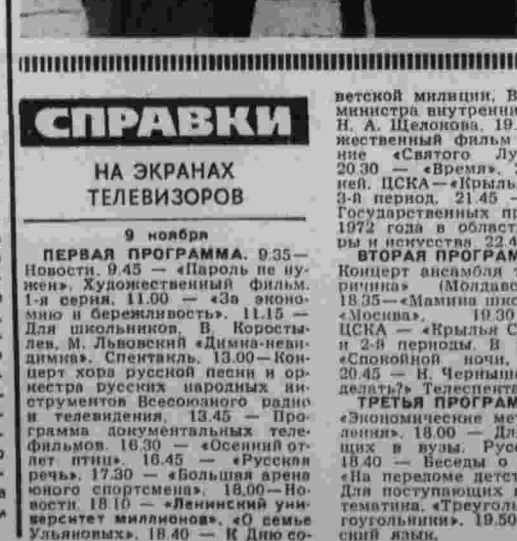 СПРАВКИ
НА ЭКРАНАХ
ТЕЛЕВИЗОРОВ
9 ноября
ПЕРВАЯ ПРОГРАММА. 9.35—
Новости. 9.45 — «Пароль не ну-
жен». Художественный фильм.
1-я серия. 11.00 — «За эконо-
мию и бережливость». 11.15 —
Для школьников. В. Коросты-
лев, М. Львовский «Димка-неви-
димка». Спектакль. 13.00—Кон-
церт хора русской песни и ор-
кестра русских народных ин-
струментов Всесоюзного радио
и телевидения. 13.45 — Про-
грамма документальных теле-
фильмов. 16.30 — «Осенний от-
лет птиц». 16.45 — «Русская
речь». 17.30 — «Большая арена
юного спортсмена». 18.00—Но-
вости. 18.10 — «Ленинский уни-
верситет миллионов». «О семье
Ульяновых». 18.40 — К Дню со-
ветской милиции. В
министра внутренни
Н. А. Щелокова. 19.
жественный фильм
ние «Святого Лу
20.30 — «Время».
ней. ЦСКА—«Крыль
3-й период. 21.45 —
Государственных пр
1972 года в област
ры и искусства. 22.4
ВТОРАЯ ПРОГРАМ
Концерт ансамбля т
ричника» (Молдавс
18.35—«Мамина шко
«Москва». 19.30
ЦСКА — «Крылья С
и 2-й периоды. В
«Спокойной ночи,
20.45 — Н. Черныше
делать?» Телеспекта
ТРЕТЬЯ ПРОГРАМ
«Экономические ме
ления». 18.00 — Дл
щих в вузы. Русс
18.40 — Беседы о
«На переломе детст
Для поступающих в
тематика. «Треуголь
гоугольники». 19.50
ский язык.